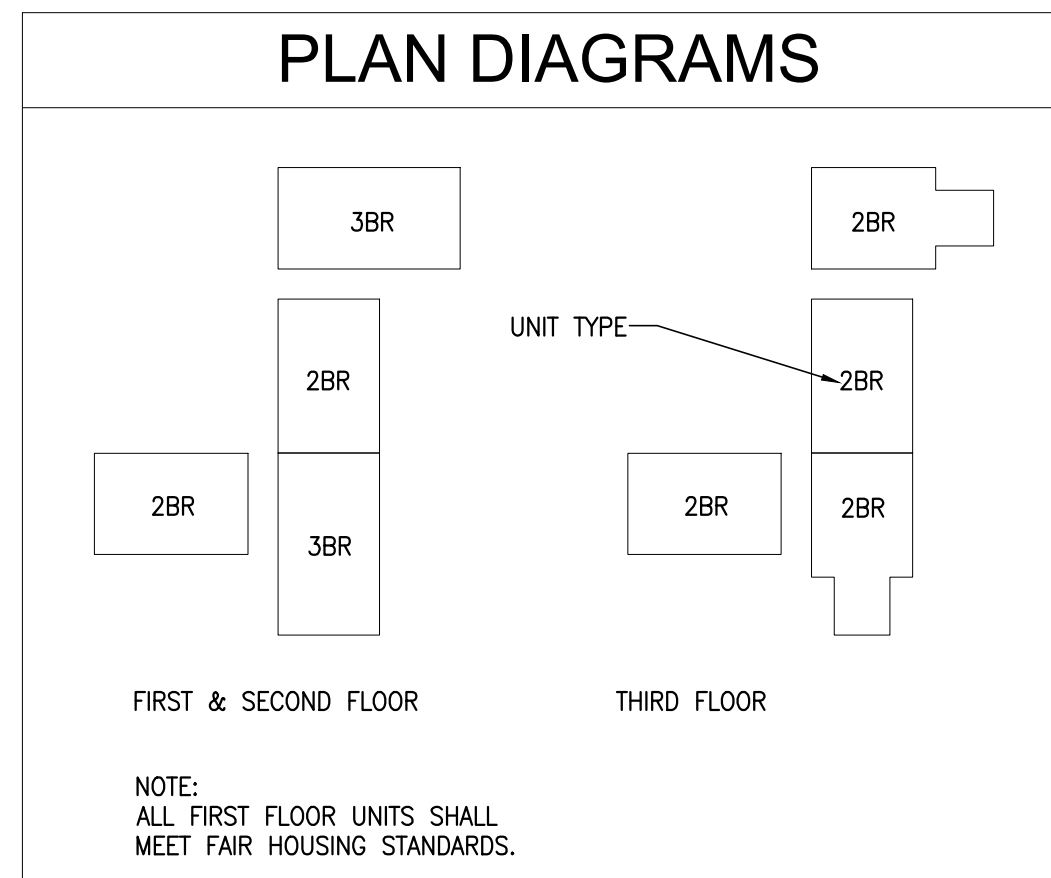 PLAN DIAGRAMS
3BR
2BR
2BR
3BR
FIRST & SECOND FLOOR
2BR
UNIT TYPE
2BR
2BR
2BR
THIRD FLOOR
NOTE:
ALL FIRST FLOOR UNITS SHALL
MEET FAIR HOUSING STANDARDS.